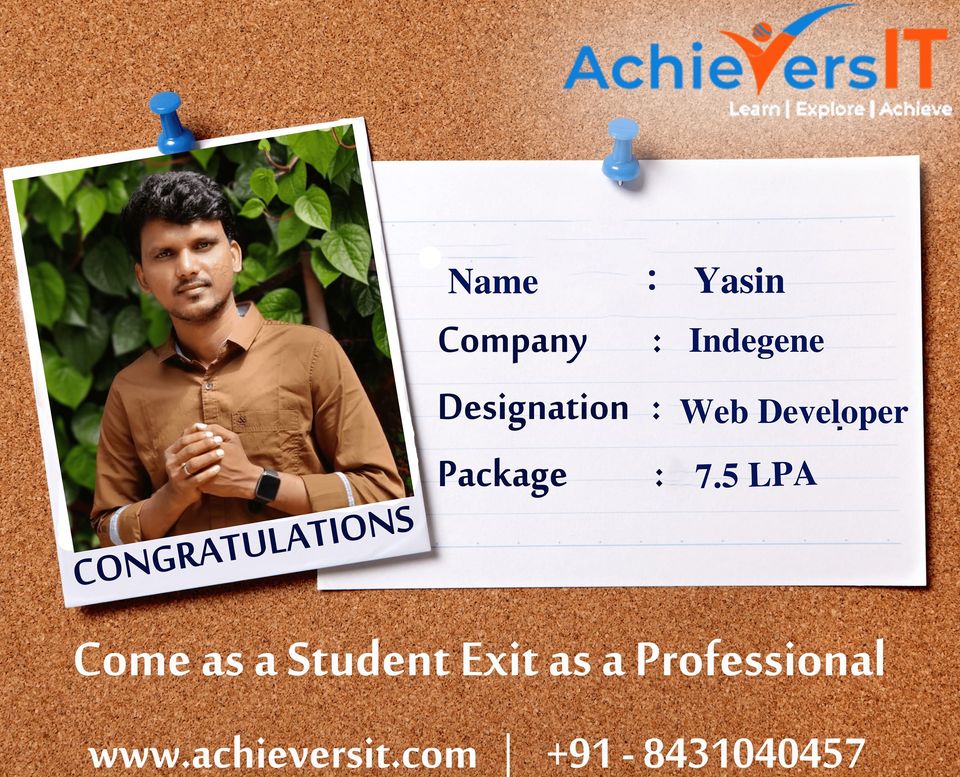 AchieVersIT
Learn | Explore | Achieve
Name : Yasin
Company : Indegene
Designation : Web Developer
Package : 7.5 LPA
CONGRATULATIONS
Come as a Student Exit as a Professional
www.achieversit.com | +91 - 8431040457